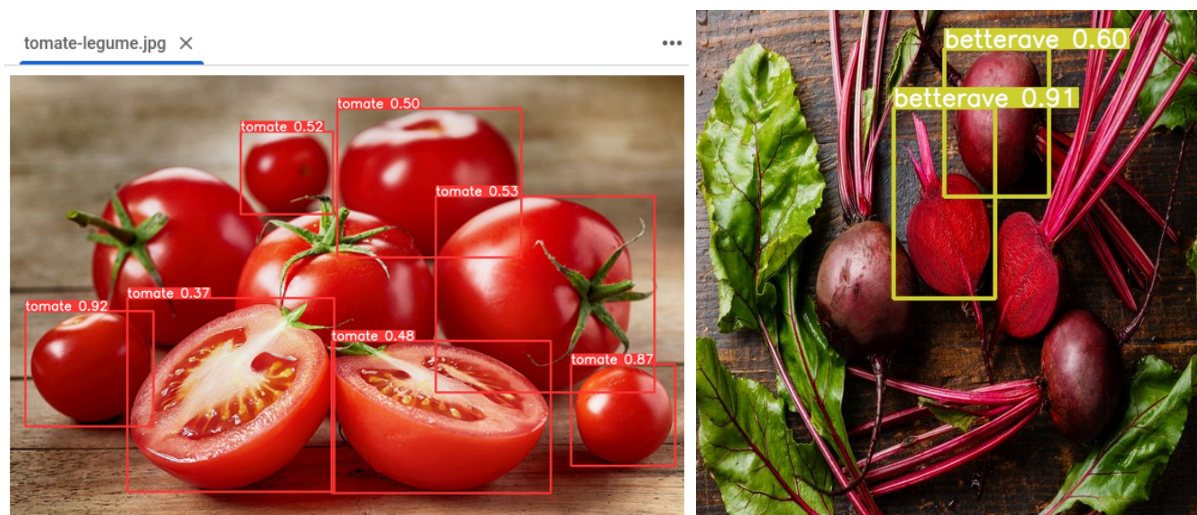 tomate-legume.jpg
tomate 0.50
tomate 0.52
tomate 0.53
tomate 0.37
tomate 0.92
tomate 0.48
tomate 0.87
betterave 0.60
betterave 0.91